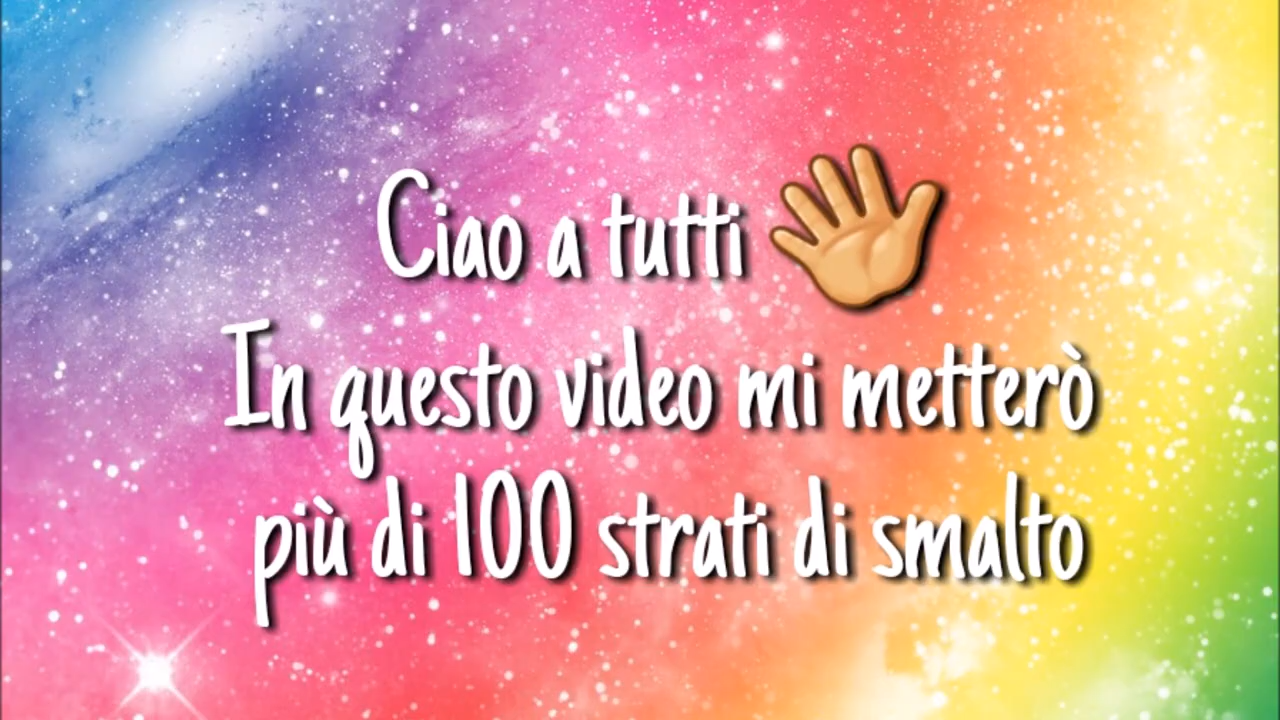 Ciao a tutti 👋
In questo video mi metterò
più di 100 strati di smalto